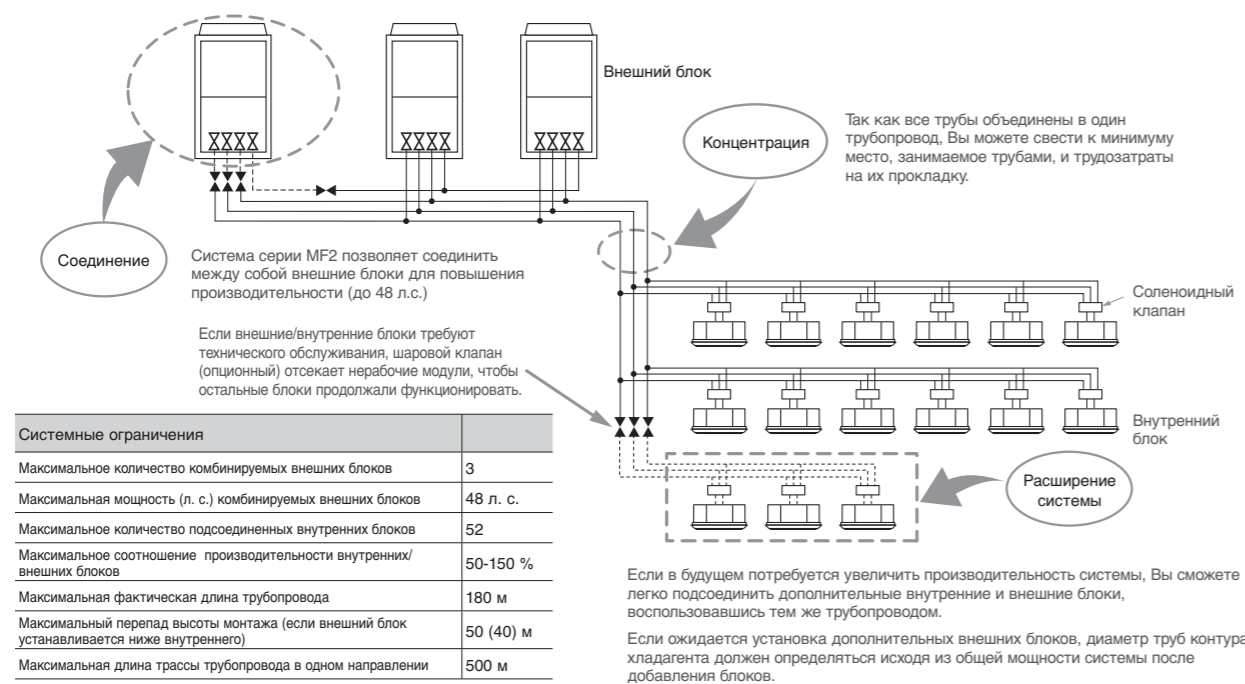 Внешний блок
Концентрация
Так как все трубы объединены в один
трубопровод, Вы можете свести к минимуму
место, занимаемое трубами, и трудозатраты
на их прокладку.
Соединение
Система серии MF2 позволяет соединить
между собой внешние блоки для повышения
производительности (до 48 л.с.)
Соленоидный
клапан
Если внешние/внутренние блоки требуют
технического обслуживания, шаровой клапан
(опционный) отсекает нерабочие модули, чтобы
остальные блоки продолжали функционировать.
Внутренний
блок
Расширение
системы
Системные ограничения
Максимальное количество комбинируемых внешних блоков 3
Максимальная мощность (л. с.) комбинируемых внешних блоков 48 л. с.
Максимальное количество подсоединенных внутренних блоков 52
Максимальное соотношение производительности внутренних/
внешних блоков 50-150 %
Максимальная фактическая длина трубопровода 180 м
Максимальный перепад высоты монтажа (если внешний блок
устанавливается ниже внутреннего) 50 (40) м
Максимальная длина трассы трубопровода в одном направлении 500 м
Если в будущем потребуется увеличить производительность системы, Вы сможете
легко подсоединить дополнительные внутренние и внешние блоки,
воспользовавшись тем же трубопроводом.
Если ожидается установка дополнительных внешних блоков, диаметр труб контура
хладагента должен определяться исходя из общей мощности системы после
добавления блоков.